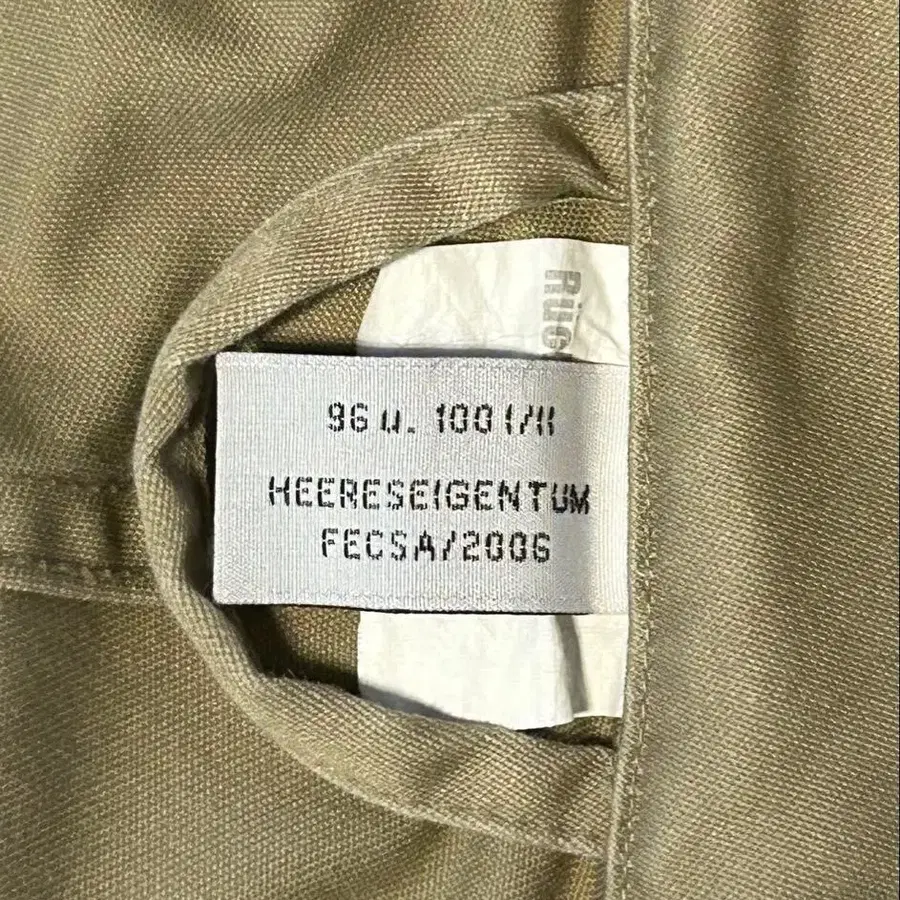 96 u. 100 I/II
HEERESEIGENTUM
FECSA/2006